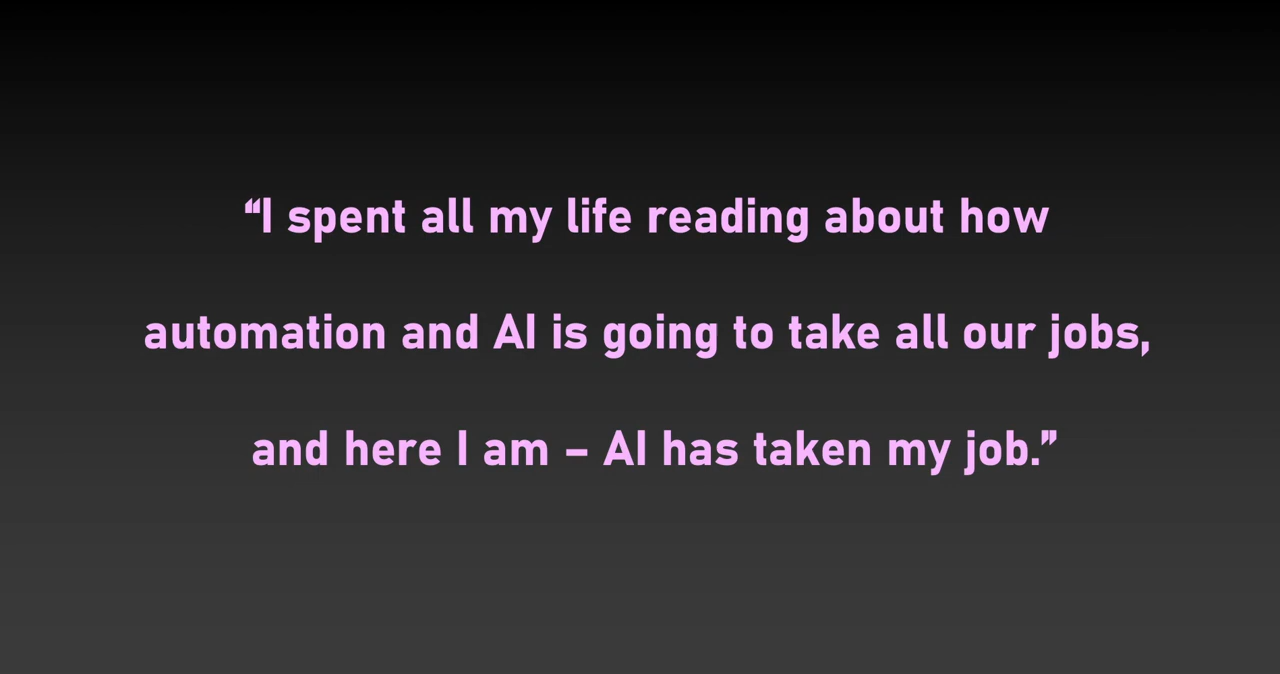 “I spent all my life reading about how
automation and AI is going to take all our jobs,
and here I am – AI has taken my job.”